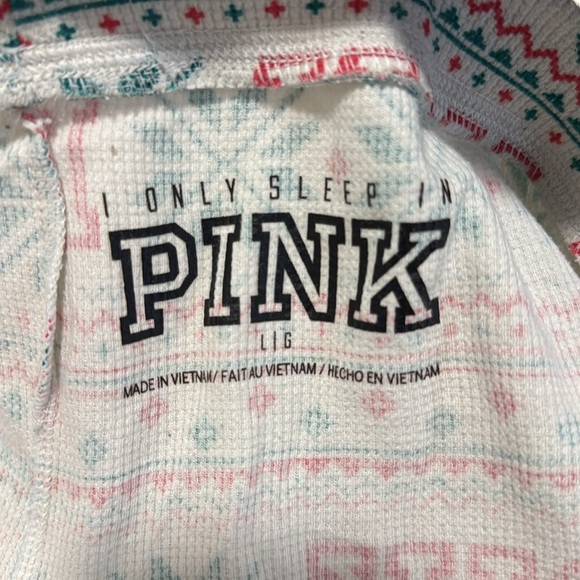 I ONLY SLEEP IN
PINK
L|G
MADE IN VIETNAM/ FAIT AU VIETNAM / HECHO EN VIETNAM